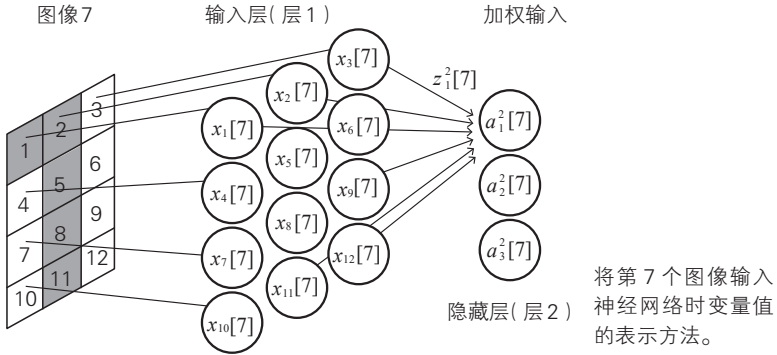 图像7 输入层(层1) 加权输入
1 2 3
4 5 6
7 8 9
10 11 12
x₃[7]
x₂[7]
x₁[7]
x₆[7]
x₅[7]
x₄[7]
x₉[7]
x₈[7]
x₇[7]
x₁₂[7]
x₁₁[7]
x₁₀[7]
z₁²[7]
a₁²[7]
a₂²[7]
a₃²[7]
隐藏层(层2)
将第7个图像输入
神经网络时变量值
的表示方法。